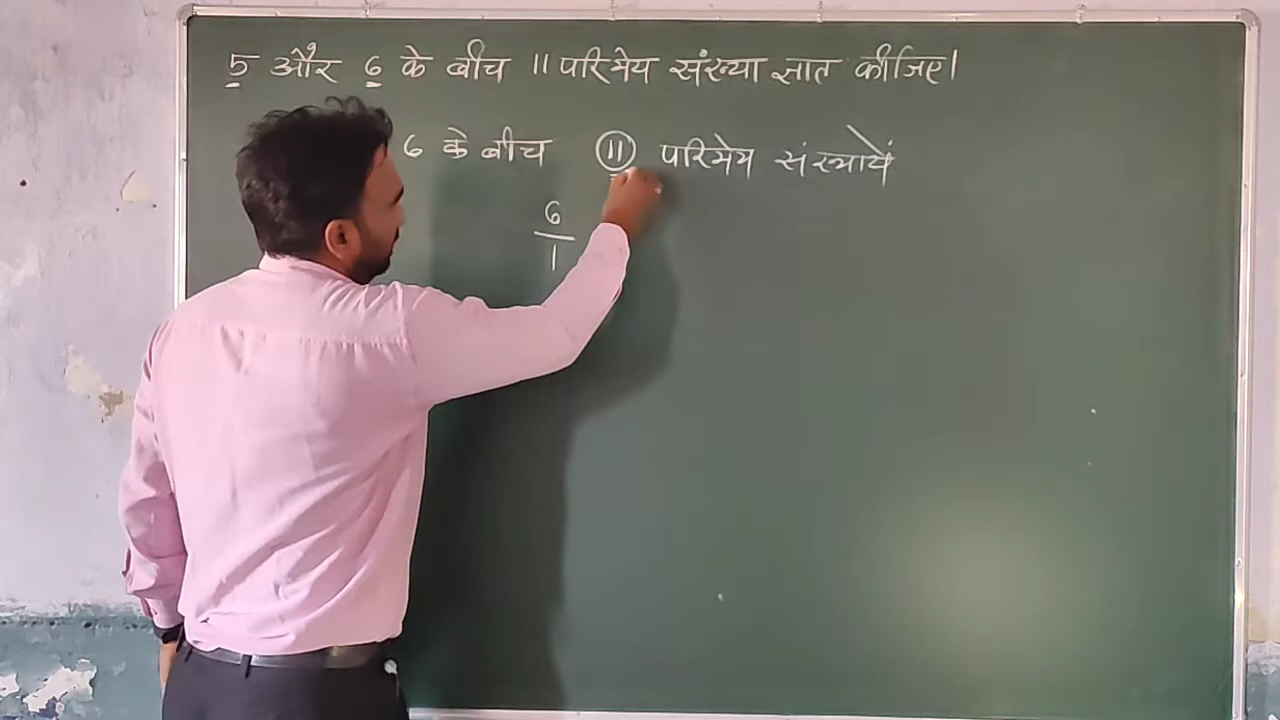 5 और 6 के बीच 11 परिमेय संख्या ज्ञात कीजिए।
6 के बीच 11 परिमेय संख्यायें
6
1